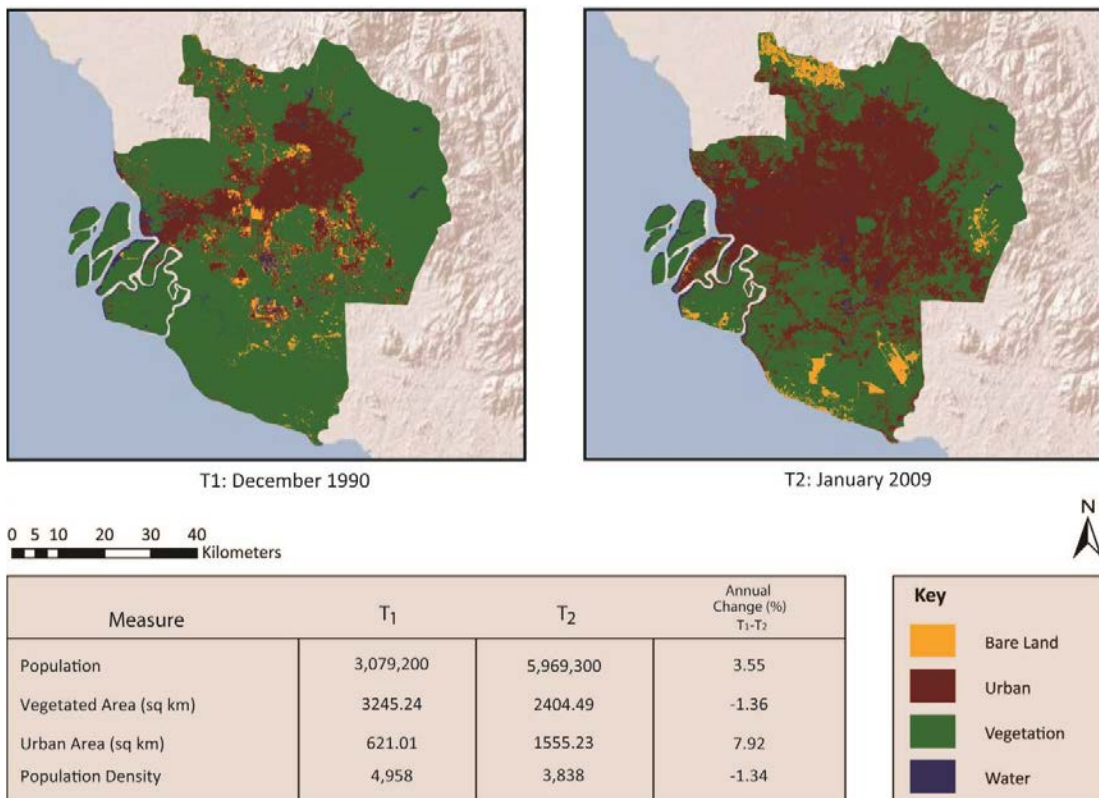 T1: December 1990
T2: January 2009
N
0 5 10 20 30 40
Kilometers
Measure T1 T2 Annual Change (%) T1-T2
Population 3,079,200 5,969,300 3.55
Vegetated Area (sq km) 3245.24 2404.49 -1.36
Urban Area (sq km) 621.01 1555.23 7.92
Population Density 4,958 3,838 -1.34
Key
Bare Land
Urban
Vegetation
Water